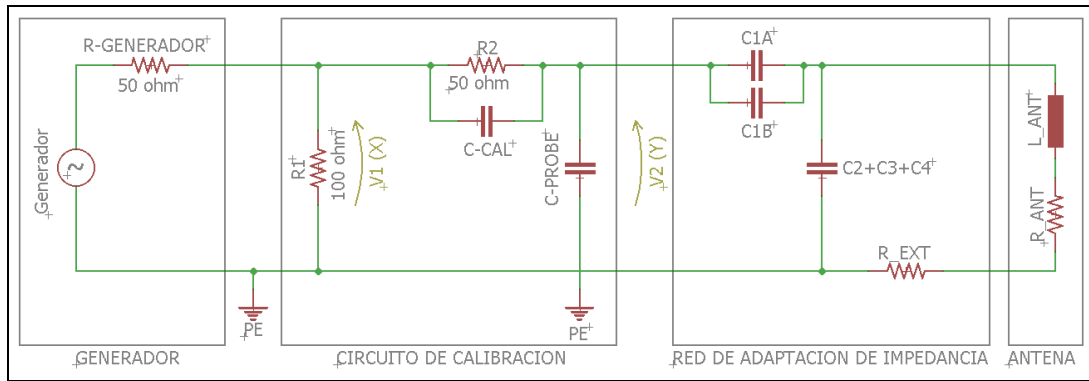 R-GENERADOR
50 ohm
Generador
PE
GENERADOR
R1
100 ohm
V1 (X)
R2
50 ohm
C-CAL
C-PROBE
PE
V2 (Y)
CIRCUITO DE CALIBRACION
C1A
C1B
C2+C3+C4
R_EXT
RED DE ADAPTACION DE IMPEDANCIA
L_ANT
R_ANT
ANTENA